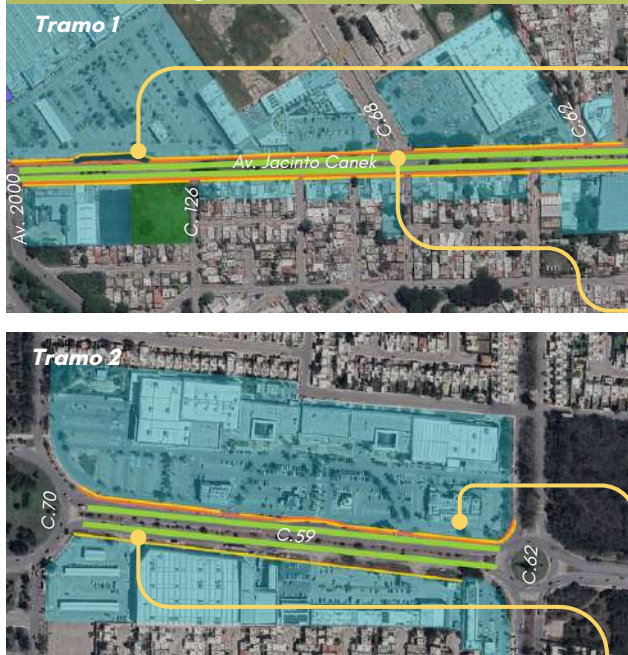 Tramo 1
C.68
C.62
Av. Jacinto Canek
Av. 2000
C. 126
Tramo 2
C.70
C.59
C.62